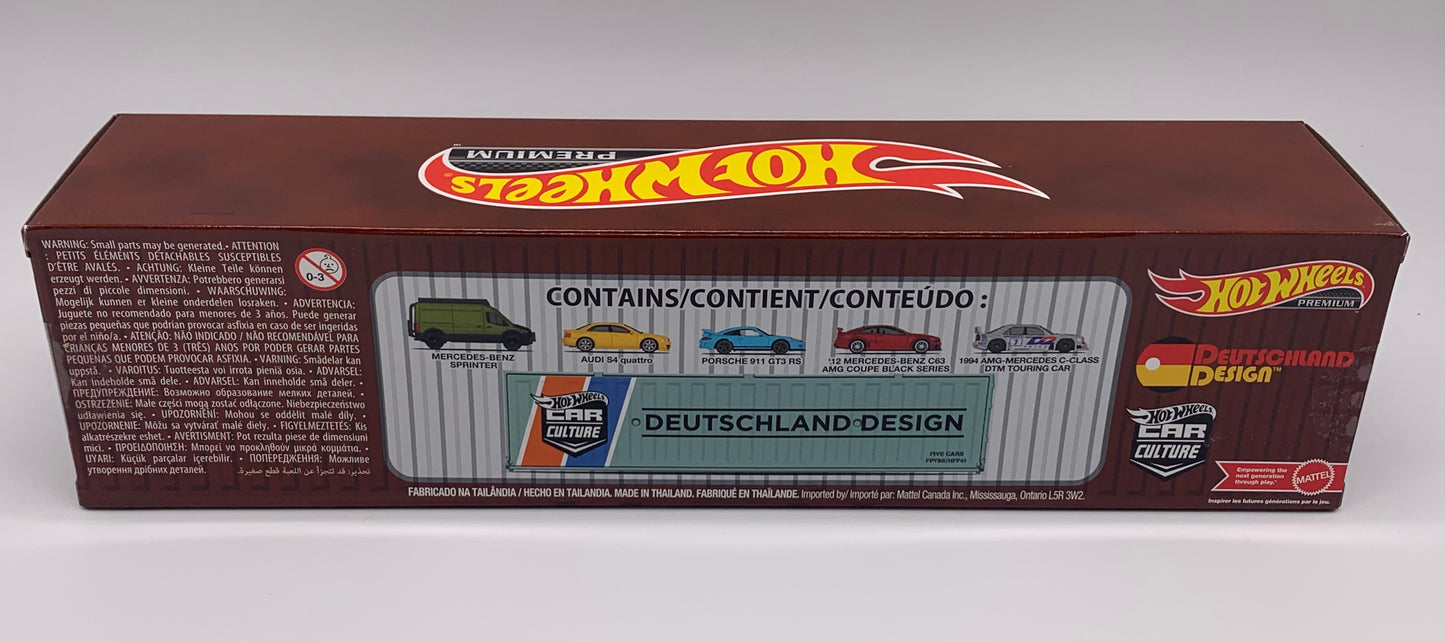 HOT WHEELS
PREMIUM
WARNING: Small parts may be generated. • ATTENTION
: PETITS ÉLÉMENTS DÉTACHABLES SUSCEPTIBLES
D'ÊTRE AVALÉS. • ACHTUNG: Kleine Teile können
erzeugt werden. • AVVERTENZA: Potrebbero generarsi
pezzi di piccole dimensioni. • WAARSCHUWING:
Mogelijk kunnen er kleine onderdelen losraken. • ADVERTENCIA:
Juguete no recomendado para menores de 3 años. Puede generar
piezas pequeñas que podrían provocar asfixia en caso de ser ingeridas
por el niño/a. • ATENÇÃO: NÃO INDICADO / NÃO RECOMENDÁVEL PARA
CRIANÇAS MENORES DE 3 (TRÊS) ANOS POR PODER GERAR PARTES
PEQUENAS QUE PODEM PROVOCAR ASFIXIA. • VARNING: Smådelar kan
uppstå. • VAROITUS: Tuotteesta voi irrota pieniä osia. • ADVARSEL:
Kan indeholde små dele. • ADVARSEL: Kan inneholde små deler. •
ПРЕДУПРЕЖДЕНИЕ: Возможно образование мелких деталей. •
OSTRZEŻENIE: Małe części mogą zostać odłączone. Niebezpieczeństwo
udławienia się. • UPOZORNĚNÍ: Mohou se oddělit malé díly. •
UPOZORNENIE: Môžu sa vytvárať malé diely. • FIGYELMEZTETÉS: Kis
alkatrészekre eshet. • AVERTISMENT: Pot rezulta piese de dimensiuni
mici. • ΠΡΟΕΙΔΟΠΟΙΗΣΗ: Μπορεί να προκληθούν μικρά κομμάτια. •
UYARI: Küçük parçalar içerebilir. • ПОПЕРЕДЖЕННЯ: Можливе
утворення дрібних деталей. تحذير: قد تتجزأ عن اللعبة قطع صغيرة.
0-3
CONTAINS/CONTIENT/CONTEÚDO :
MERCEDES-BENZ
SPRINTER
AUDI S4 quattro
PORSCHE 911 GT3 RS
'12 MERCEDES-BENZ C63
AMG COUPE BLACK SERIES
1994 AMG-MERCEDES C-CLASS
DTM TOURING CAR
HOT WHEELS
CAR
CULTURE
DEUTSCHLAND DESIGN
FIVE CARS
FPY86/HFF41
FABRICADO NA TAILÂNDIA / HECHO EN TAILANDIA. MADE IN THAILAND. FABRIQUÉ EN THAÏLANDE. Imported by/ Importé par: Mattel Canada Inc., Mississauga, Ontario L5R 3W2.
HOT WHEELS
PREMIUM™
DEUTSCHLAND
DESIGN™
HOT WHEELS
CAR
CULTURE
Empowering the
next generation
through play.™
MATTEL
Inspirer les futures générations par le jeu.